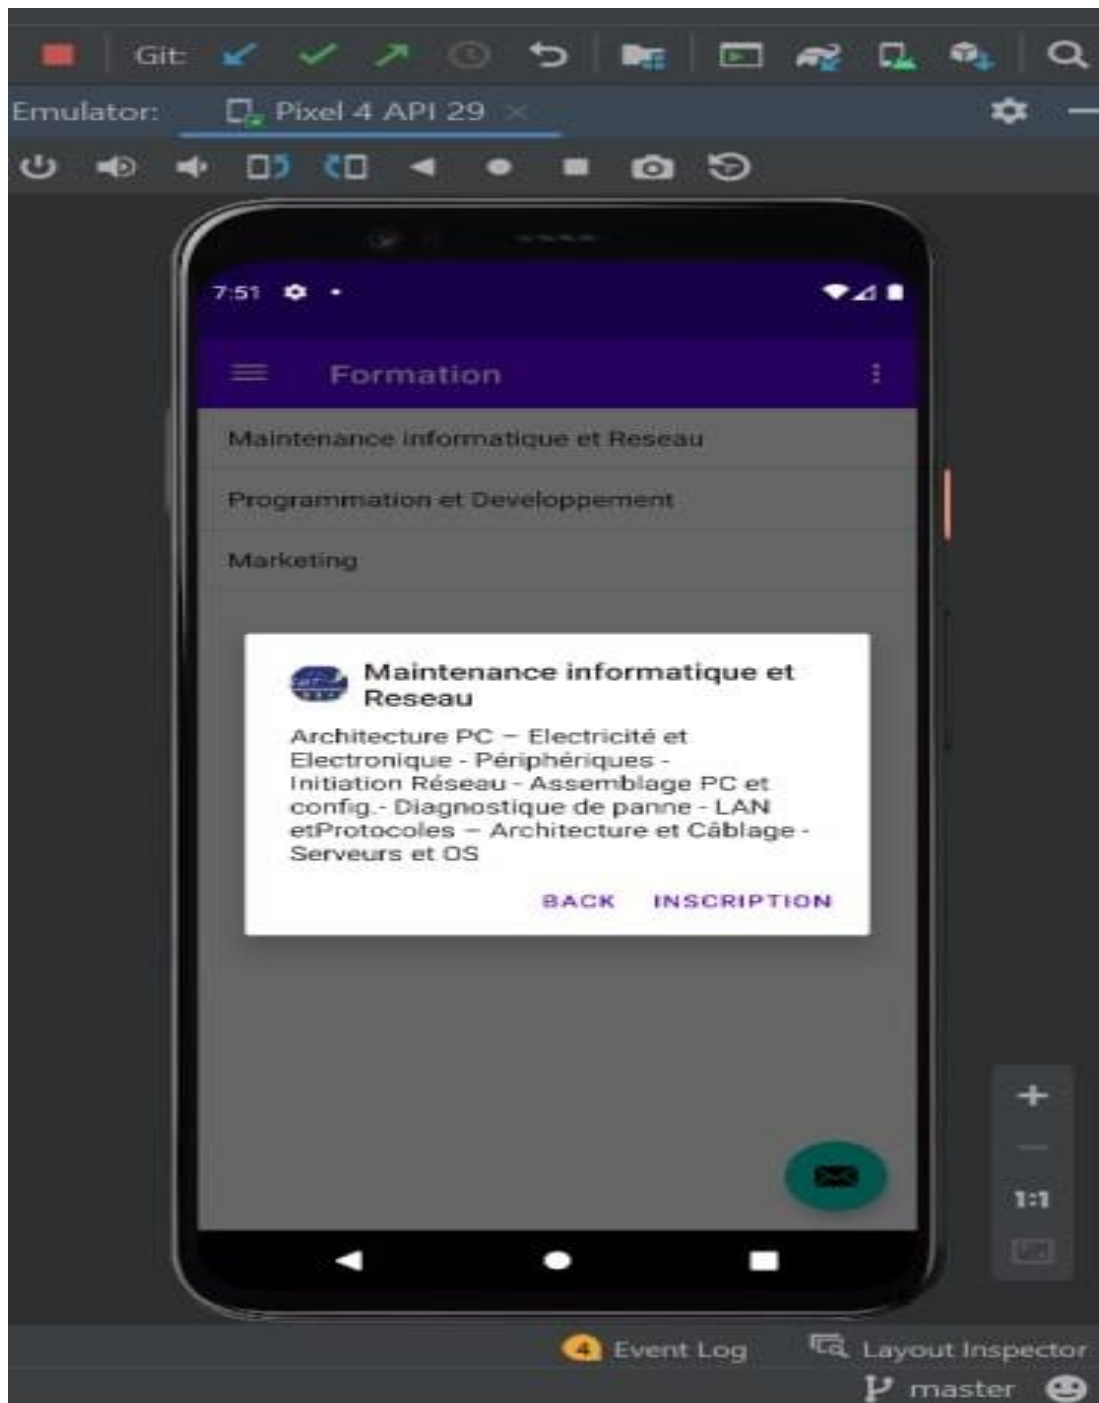 Git:
Emulator: Pixel 4 API 29
7:51
Formation
Maintenance informatique et Reseau
Programmation et Developpement
Marketing
Maintenance informatique et
Reseau
Architecture PC – Electricité et
Electronique - Périphériques -
Initiation Réseau - Assemblage PC et
config.- Diagnostique de panne - LAN
etProtocoles – Architecture et Câblage -
Serveurs et OS
BACK INSCRIPTION
1:1
4 Event Log Layout Inspector
master